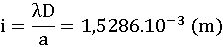 i = λD/a = 1,5286.10⁻³ (m)